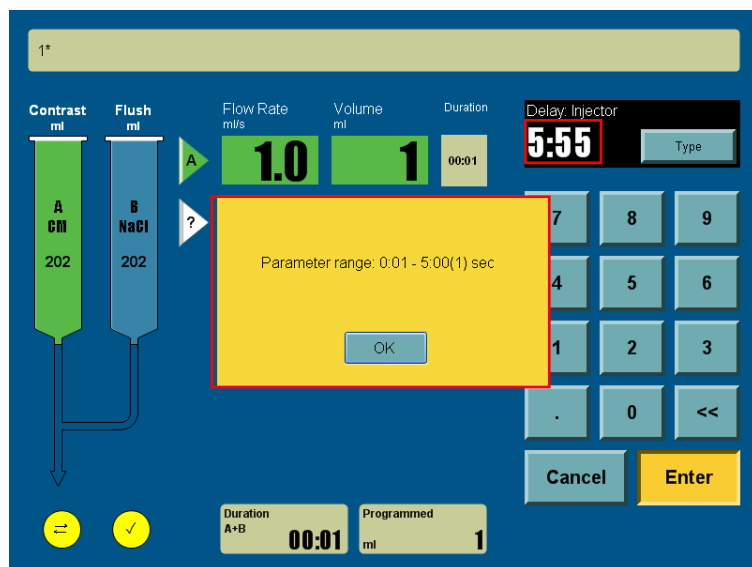 1*
Contrast
ml
Flush
ml
Flow Rate
ml/s
Volume
ml
Duration
Delay: Injector
5:55
Type
A
1.0
1
00:01
A
CM
202
B
NaCl
202
?
Parameter range: 0:01 - 5:00(1) sec
OK
7
8
9
4
5
6
1
2
3
.
0
<<
Cancel
Enter
Duration
A+B
00:01
Programmed
ml
1